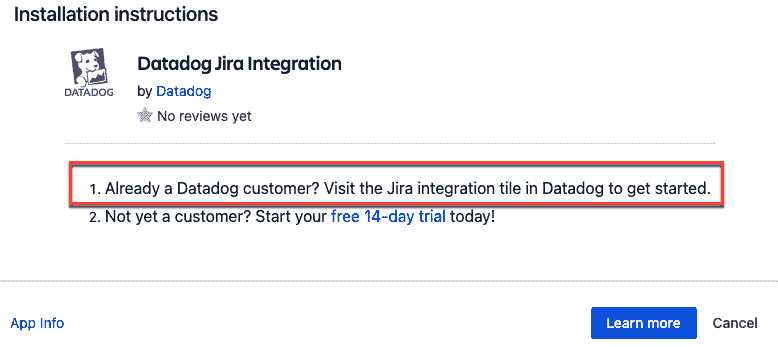 Installation instructions
Datadog Jira Integration
DATADOG
by Datadog
No reviews yet
1. Already a Datadog customer? Visit the Jira integration tile in Datadog to get started.
2. Not yet a customer? Start your free 14-day trial today!
App Info
Learn more
Cancel